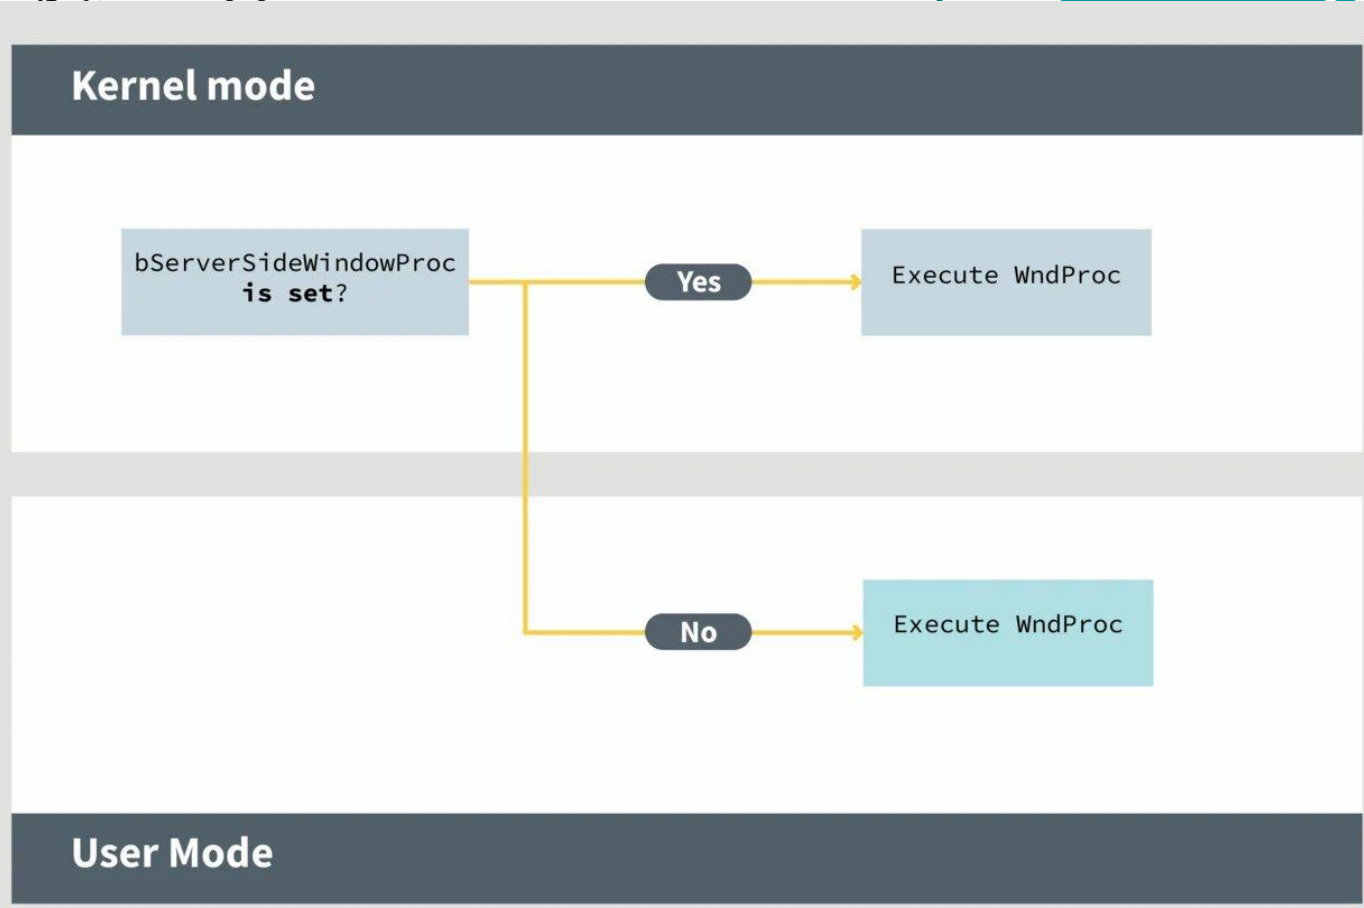 Kernel mode
bServerSideWindowProc
is set?
Yes
Execute WndProc
No
Execute WndProc
User Mode